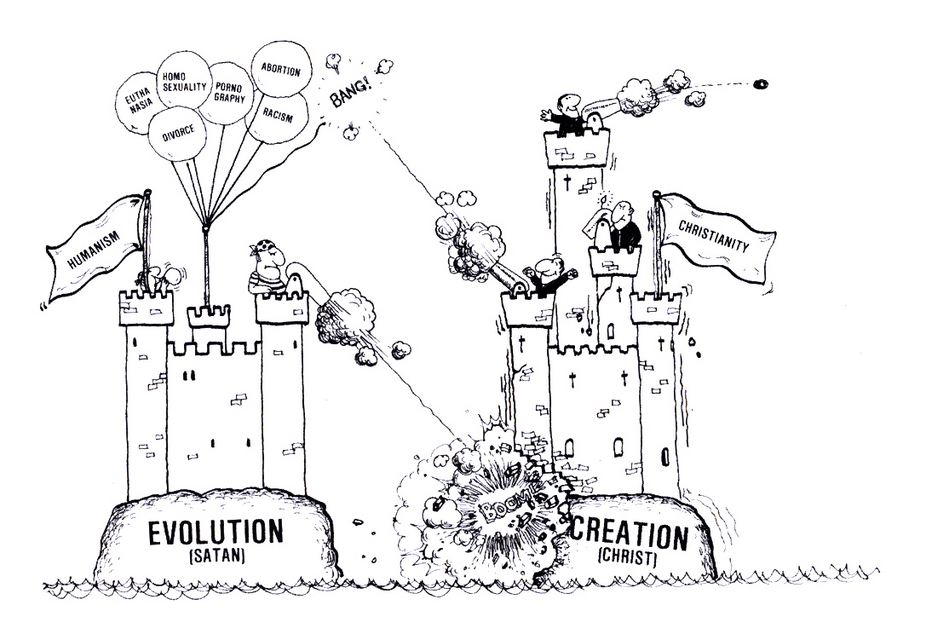 EUTHA
NASIA
HOMO
SEXUALITY
PORNO
GRAPHY
ABORTION
DIVORCE
RACISM
BANG!
HUMANISM
CHRISTIANITY
BOOM!
EVOLUTION
(SATAN)
CREATION
(CHRIST)